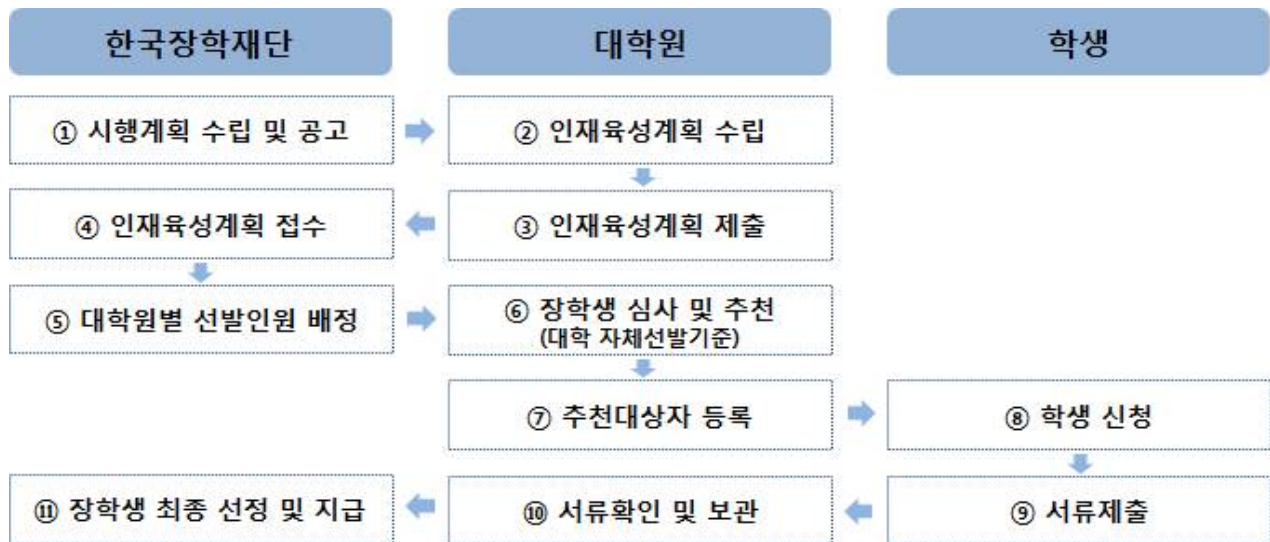 한국장학재단
대학원
학생
① 시행계획 수립 및 공고
② 인재육성계획 수립
④ 인재육성계획 접수
③ 인재육성계획 제출
⑤ 대학원별 선발인원 배정
⑥ 장학생 심사 및 추천
(대학 자체선발기준)
⑦ 추천대상자 등록
⑧ 학생 신청
⑪ 장학생 최종 선정 및 지급
⑩ 서류확인 및 보관
⑨ 서류제출